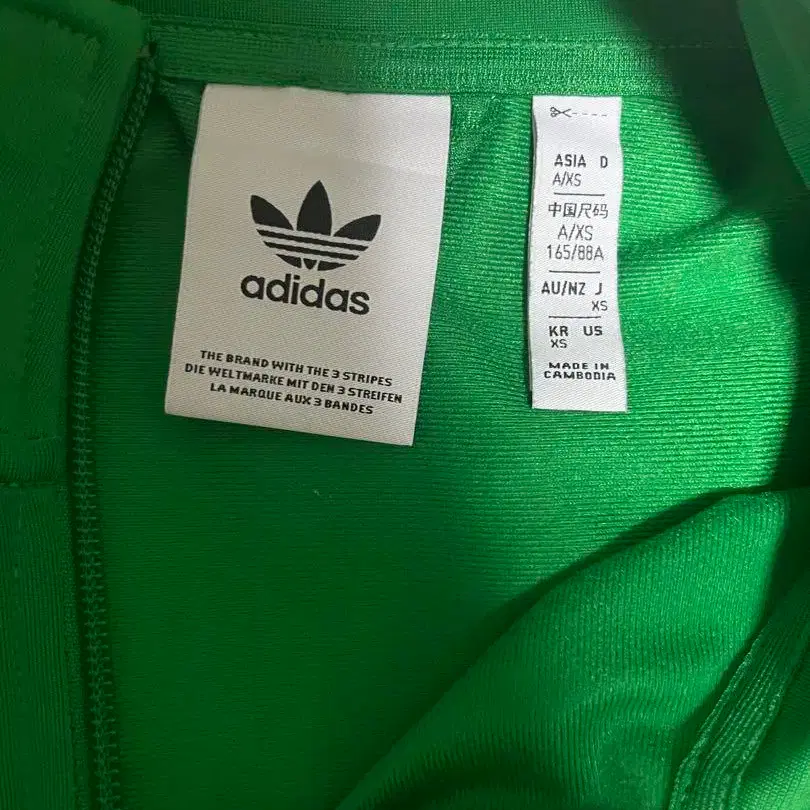 adidas
THE BRAND WITH THE 3 STRIPES
DIE WELTMARKE MIT DEN 3 STREIFEN
LA MARQUE AUX 3 BANDES
ASIA D
A/XS
中国尺码
A/XS
165/88A
AU/NZ J
XS
KR US
XS
MADE IN
CAMBODIA